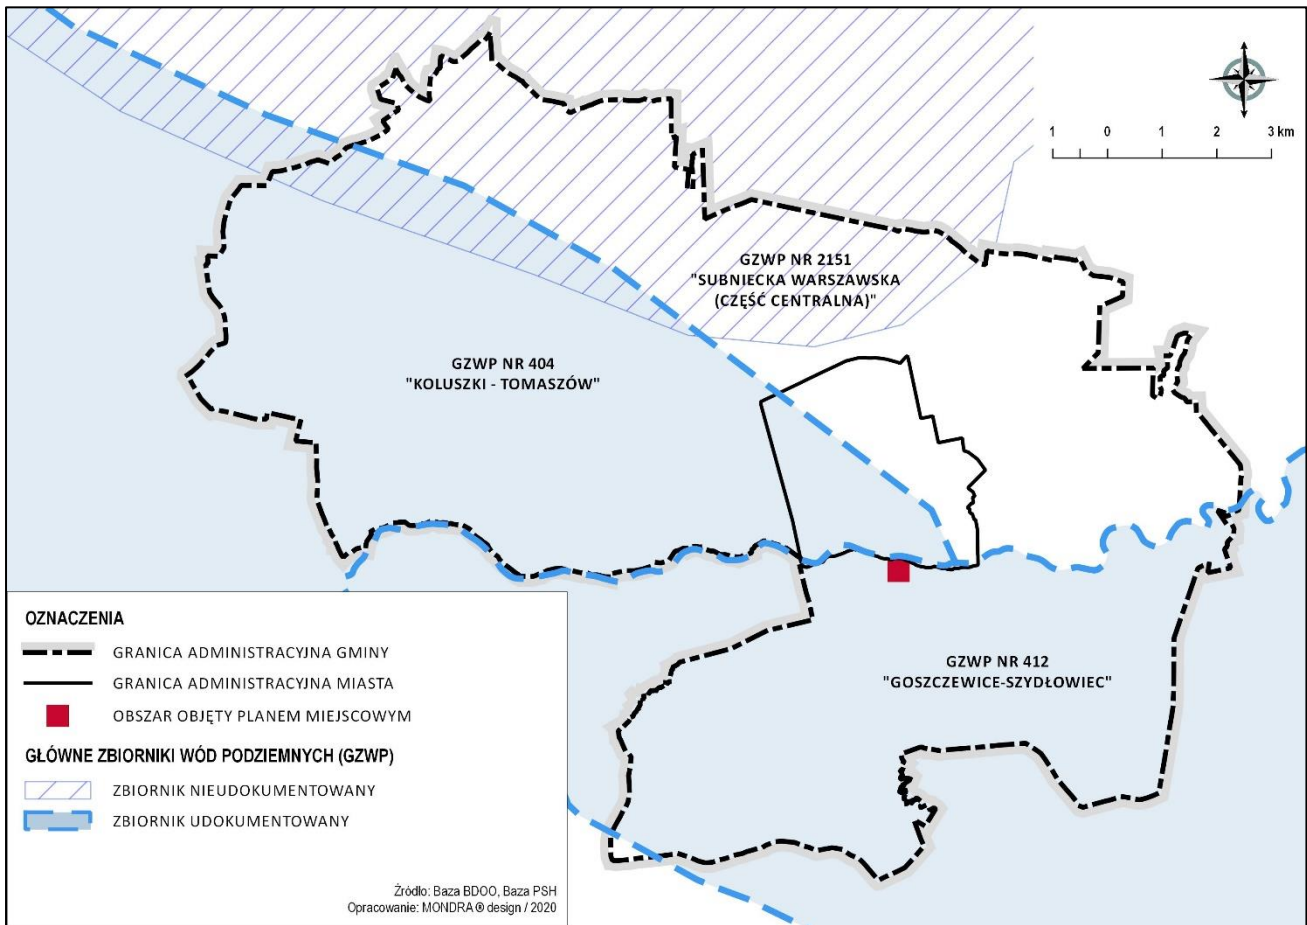 1 0 1 2 3 km
GZWP NR 2151
"SUBNIECKA WARSZAWSKA
(CZĘŚĆ CENTRALNA)"
GZWP NR 404
"KOLUSZKI - TOMASZÓW"
GZWP NR 412
"GOSZCZEWICE-SZYDŁOWIEC"
OZNACZENIA
GRANICA ADMINISTRACYJNA GMINY
GRANICA ADMINISTRACYJNA MIASTA
OBSZAR OBJĘTY PLANEM MIEJSCOWYM
GŁÓWNE ZBIORNIKI WÓD PODZIEMNYCH (GZWP)
ZBIORNIK NIEUDOKUMENTOWANY
ZBIORNIK UDOKUMENTOWANY
Źródło: Baza BDOO, Baza PSH
Opracowanie: MONDRA® design / 2020